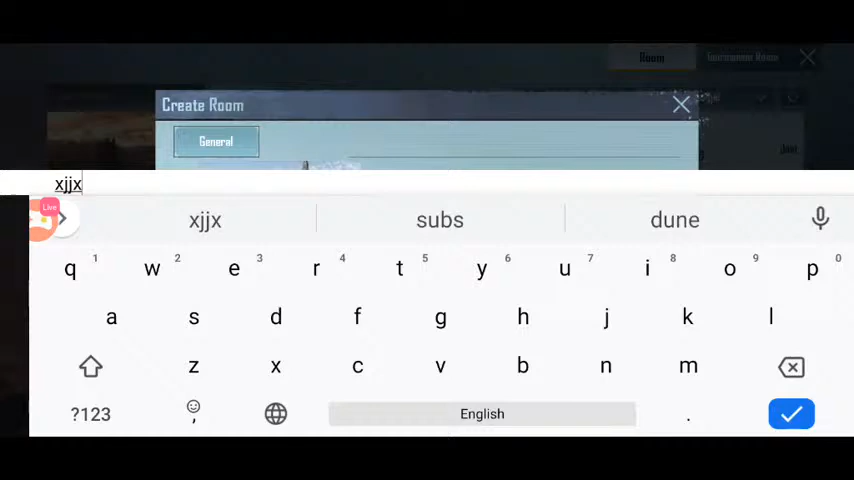 Room Tournament Room
Create Room
General
xjjx
Live
xjjx subs dune
q 1 w 2 e 3 r 4 t 5 y 6 u 7 i 8 o 9 p 0
a s d f g h j k l
z x c v b n m
?123 , English .